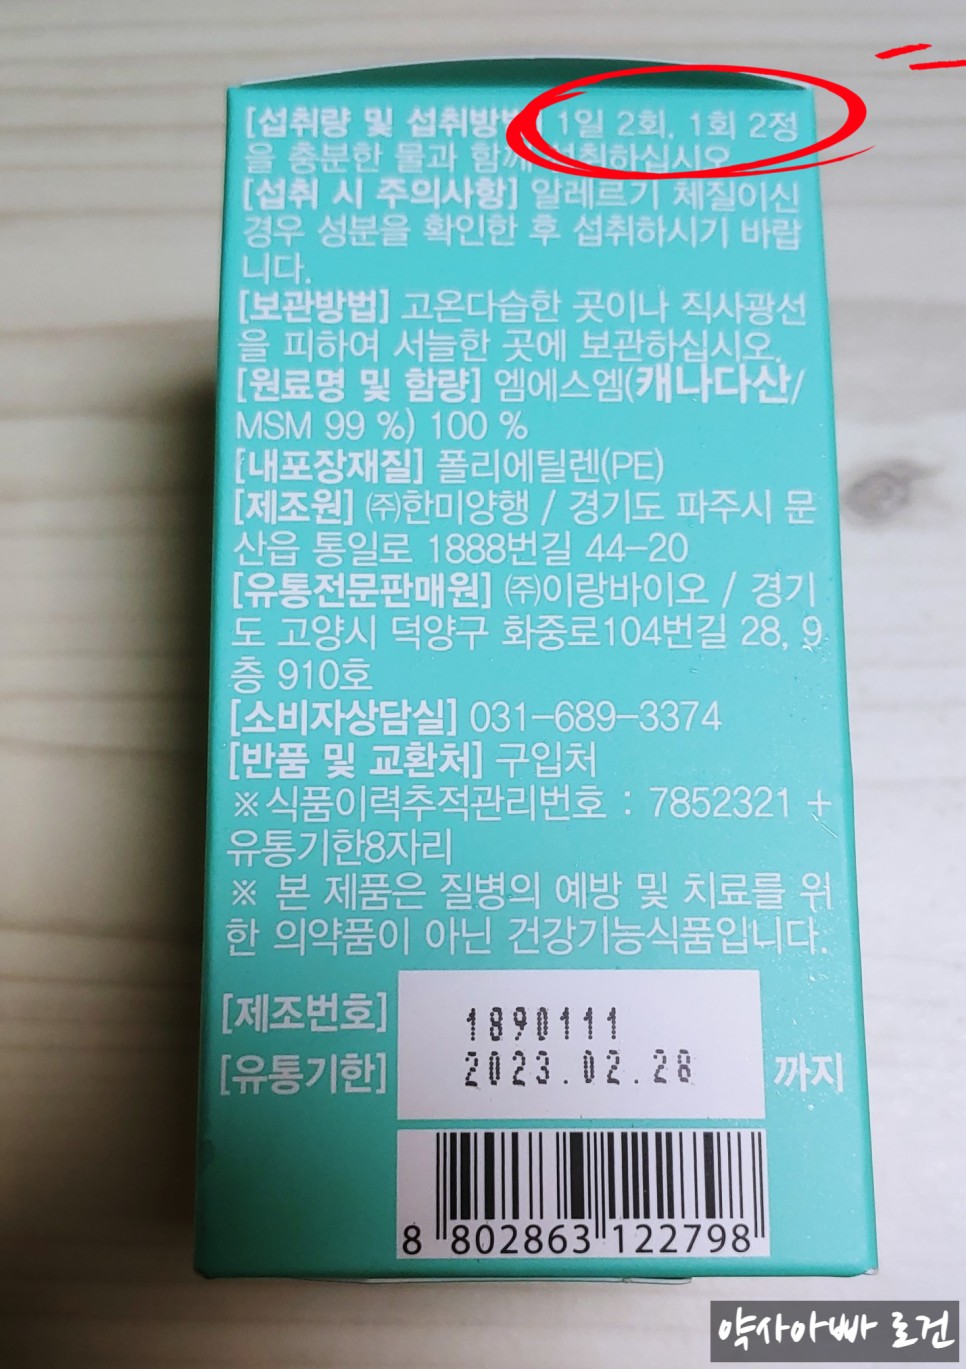 [섭취량 및 섭취방법] 1일 2회, 1회 2정
을 충분한 물과 함께 섭취하십시오.
[섭취 시 주의사항] 알레르기 체질이신
경우 성분을 확인한 후 섭취하시기 바랍
니다.
[보관방법] 고온다습한 곳이나 직사광선
을 피하여 서늘한 곳에 보관하십시오.
[원료명 및 함량] 엠에스엠(캐나다산/
MSM 99 %) 100 %
[내포장재질] 폴리에틸렌(PE)
[제조원] ㈜한미양행 / 경기도 파주시 문
산읍 통일로 1888번길 44-20
[유통전문판매원] ㈜이랑바이오 / 경기
도 고양시 덕양구 화중로104번길 28, 9
층 910호
[소비자상담실] 031-689-3374
[반품 및 교환처] 구입처
※식품이력추적관리번호 : 7852321 +
유통기한8자리
※ 본 제품은 질병의 예방 및 치료를 위
한 의약품이 아닌 건강기능식품입니다.
[제조번호] 1890111
[유통기한] 2023.02.28 까지
8 802863 122798
약사아빠 로건